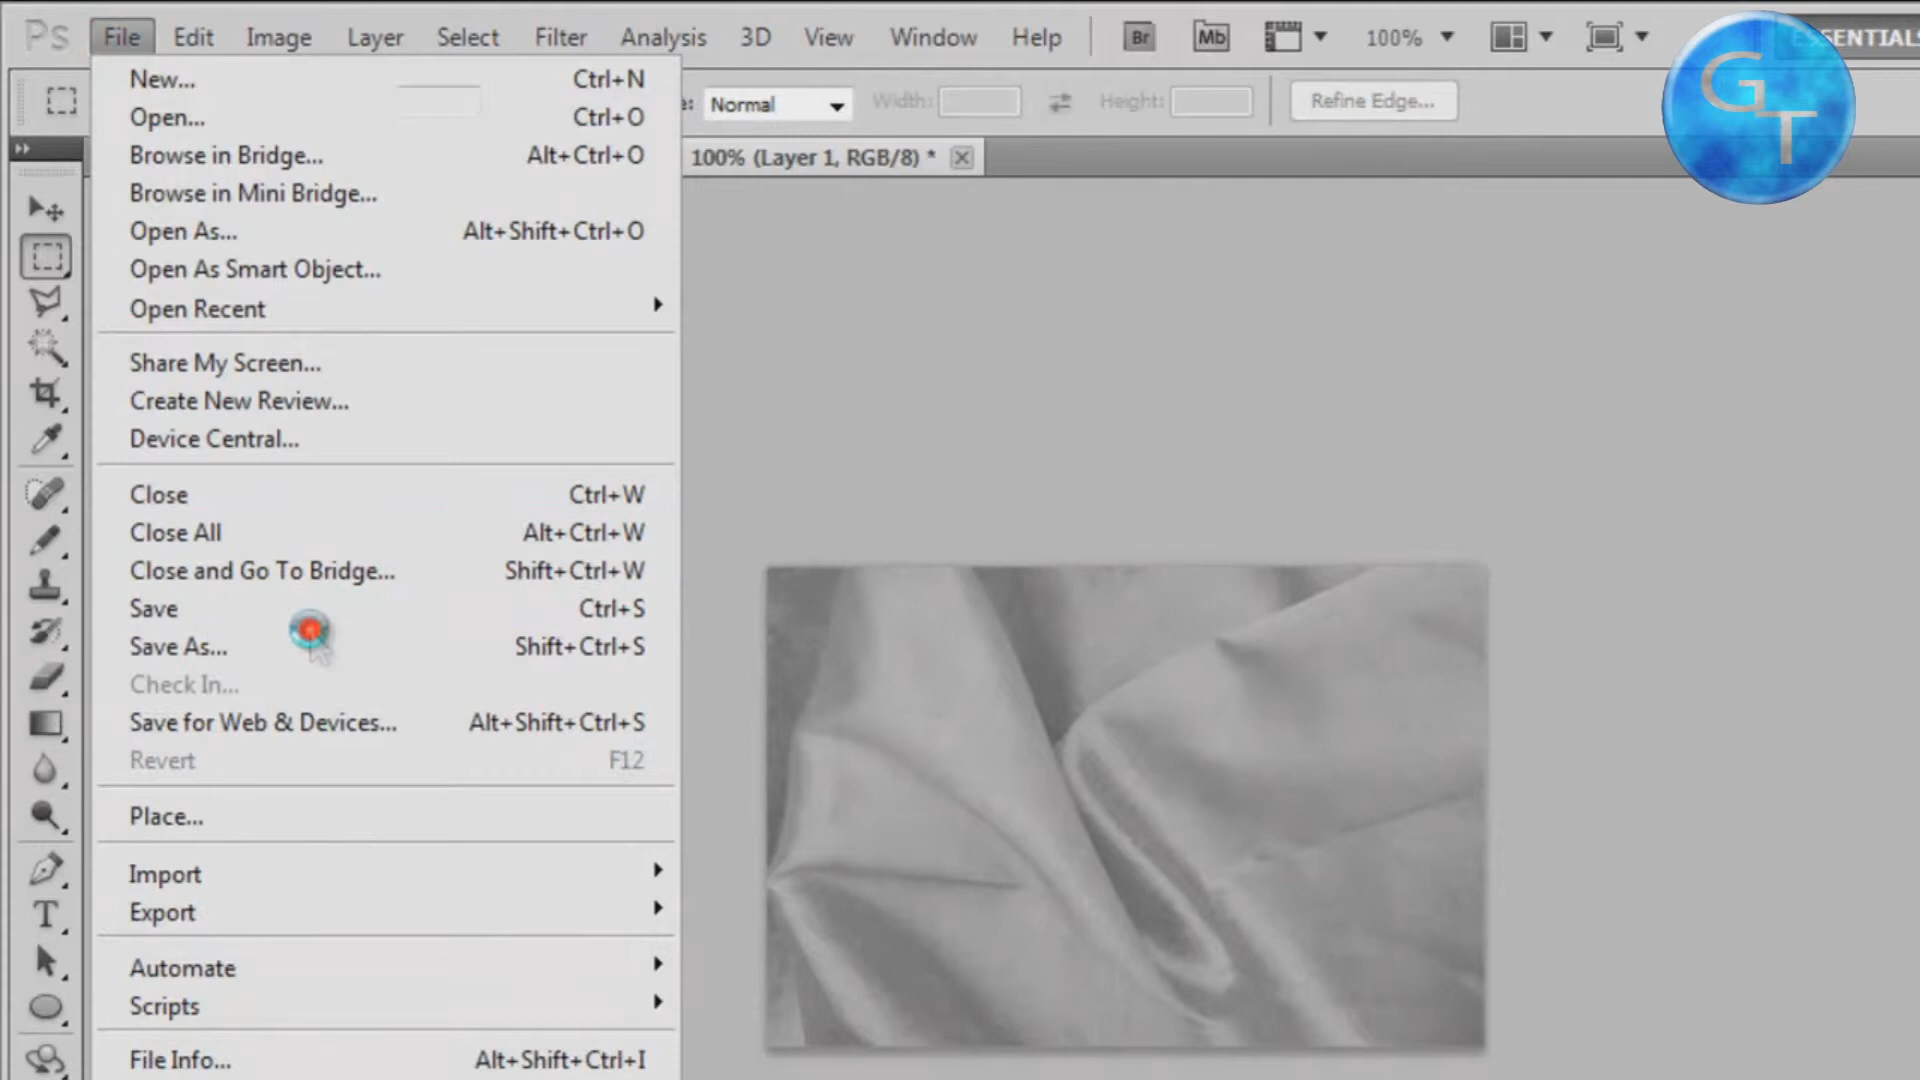 Ps File Edit Image Layer Select Filter Analysis 3D View Window Help Br Mb 100% ESSENTIALS
GT
Normal Width: Height: Refine Edge...
100% (Layer 1, RGB/8) *
New... Ctrl+N
Open... Ctrl+O
Browse in Bridge... Alt+Ctrl+O
Browse in Mini Bridge...
Open As... Alt+Shift+Ctrl+O
Open As Smart Object...
Open Recent
Share My Screen...
Create New Review...
Device Central...
Close Ctrl+W
Close All Alt+Ctrl+W
Close and Go To Bridge... Shift+Ctrl+W
Save Ctrl+S
Save As... Shift+Ctrl+S
Check In...
Save for Web & Devices... Alt+Shift+Ctrl+S
Revert F12
Place...
Import
Export
Automate
Scripts
File Info... Alt+Shift+Ctrl+I